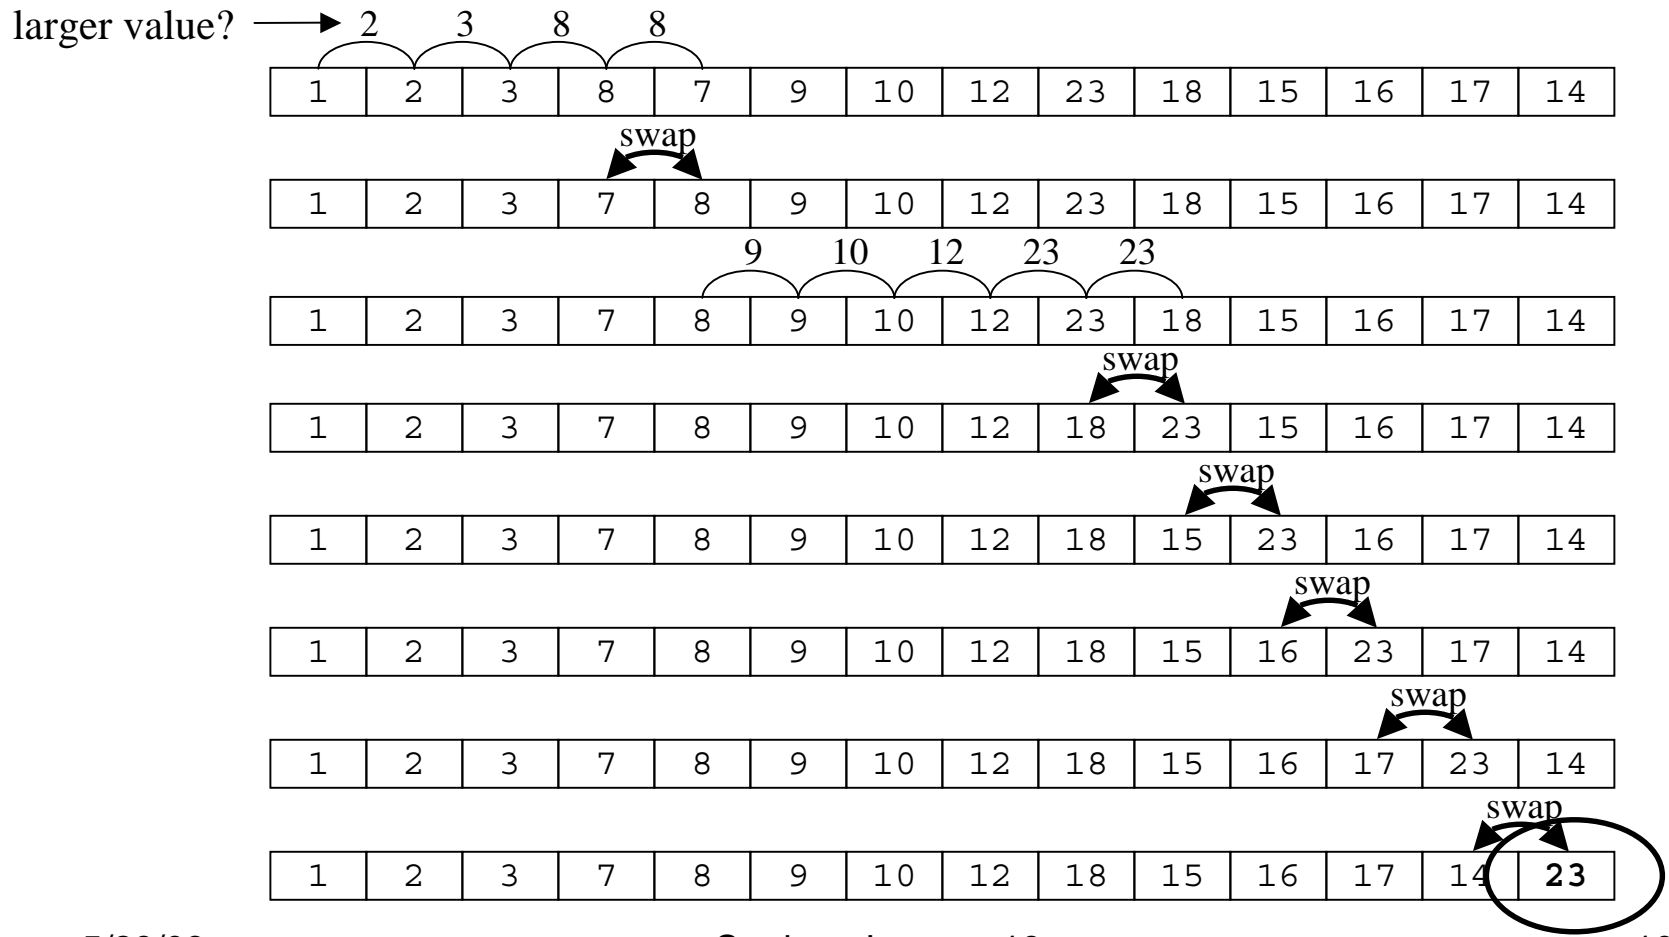 larger value? 2 3 8 8
1 2 3 8 7 9 10 12 23 18 15 16 17 14
swap
1 2 3 7 8 9 10 12 23 18 15 16 17 14
9 10 12 23 23
1 2 3 7 8 9 10 12 23 18 15 16 17 14
swap
1 2 3 7 8 9 10 12 18 23 15 16 17 14
swap
1 2 3 7 8 9 10 12 18 15 23 16 17 14
swap
1 2 3 7 8 9 10 12 18 15 16 23 17 14
swap
1 2 3 7 8 9 10 12 18 15 16 17 23 14
swap
1 2 3 7 8 9 10 12 18 15 16 17 14 23